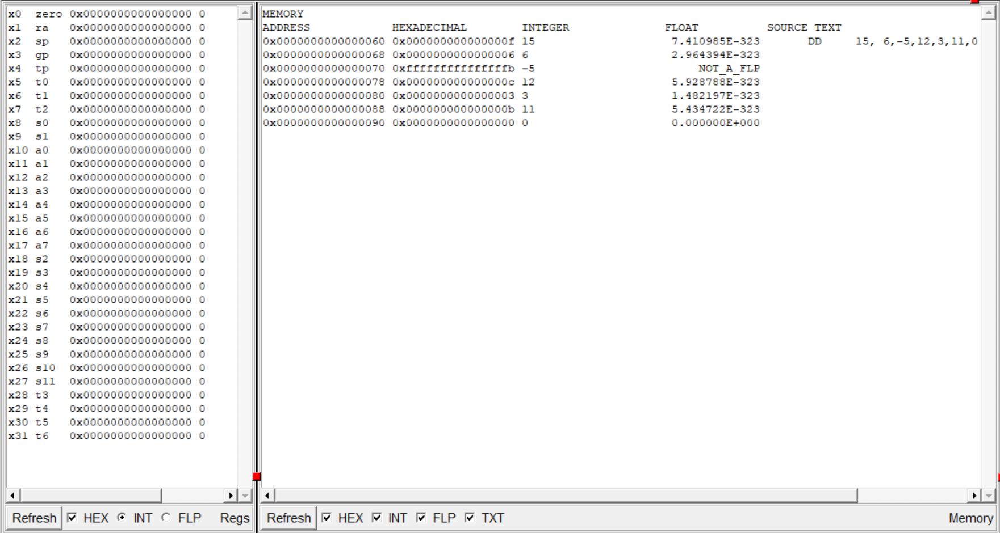 x0  zero 0x0000000000000000 0
x1  ra   0x0000000000000000 0
x2  sp   0x0000000000000000 0
x3  gp   0x0000000000000000 0
x4  tp   0x0000000000000000 0
x5  t0   0x0000000000000000 0
x6  t1   0x0000000000000000 0
x7  t2   0x0000000000000000 0
x8  s0   0x0000000000000000 0
x9  s1   0x0000000000000000 0
x10 a0   0x0000000000000000 0
x11 a1   0x0000000000000000 0
x12 a2   0x0000000000000000 0
x13 a3   0x0000000000000000 0
x14 a4   0x0000000000000000 0
x15 a5   0x0000000000000000 0
x16 a6   0x0000000000000000 0
x17 a7   0x0000000000000000 0
x18 s2   0x0000000000000000 0
x19 s3   0x0000000000000000 0
x20 s4   0x0000000000000000 0
x21 s5   0x0000000000000000 0
x22 s6   0x0000000000000000 0
x23 s7   0x0000000000000000 0
x24 s8   0x0000000000000000 0
x25 s9   0x0000000000000000 0
x26 s10  0x0000000000000000 0
x27 s11  0x0000000000000000 0
x28 t3   0x0000000000000000 0
x29 t4   0x0000000000000000 0
x30 t5   0x0000000000000000 0
x31 t6   0x0000000000000000 0
Refresh HEX INT FLP Regs
MEMORY
ADDRESS HEXADECIMAL INTEGER FLOAT SOURCE TEXT
0x0000000000000060 0x000000000000000f 15 7.410985E-323 DD 15, 6,-5,12,3,11,0
0x0000000000000068 0x0000000000000006 6 2.964394E-323
0x0000000000000070 0xfffffffffffffffb -5 NOT_A_FLP
0x0000000000000078 0x000000000000000c 12 5.928788E-323
0x0000000000000080 0x0000000000000003 3 1.482197E-323
0x0000000000000088 0x000000000000000b 11 5.434722E-323
0x0000000000000090 0x0000000000000000 0 0.000000E+000
Refresh HEX INT FLP TXT Memory